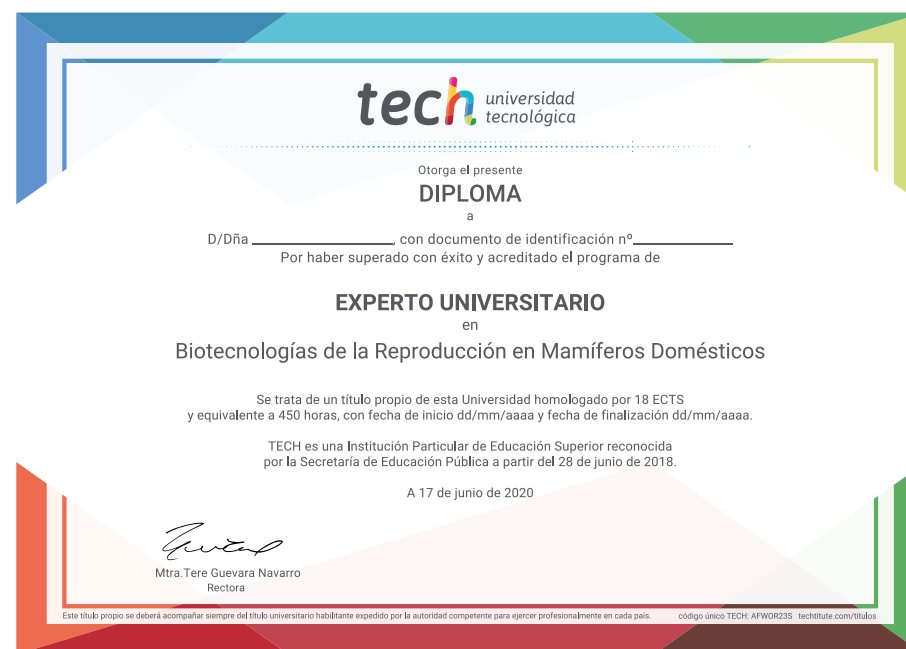 tech universidad
tecnológica
Otorga el presente
DIPLOMA
a
D/Dña ____________________, con documento de identificación nº______________
Por haber superado con éxito y acreditado el programa de
EXPERTO UNIVERSITARIO
en
Biotecnologías de la Reproducción en Mamíferos Domésticos
Se trata de un título propio de esta Universidad homologado por 18 ECTS
y equivalente a 450 horas, con fecha de inicio dd/mm/aaaa y fecha de finalización dd/mm/aaaa.
TECH es una Institución Particular de Educación Superior reconocida
por la Secretaría de Educación Pública a partir del 28 de junio de 2018.
A 17 de junio de 2020
Mtra.Tere Guevara Navarro
Rectora
Este título propio se deberá acompañar siempre del título universitario habilitante expedido por la autoridad competente para ejercer profesionalmente en cada país. código único TECH: AFWOR23S techtitute.com/titulos